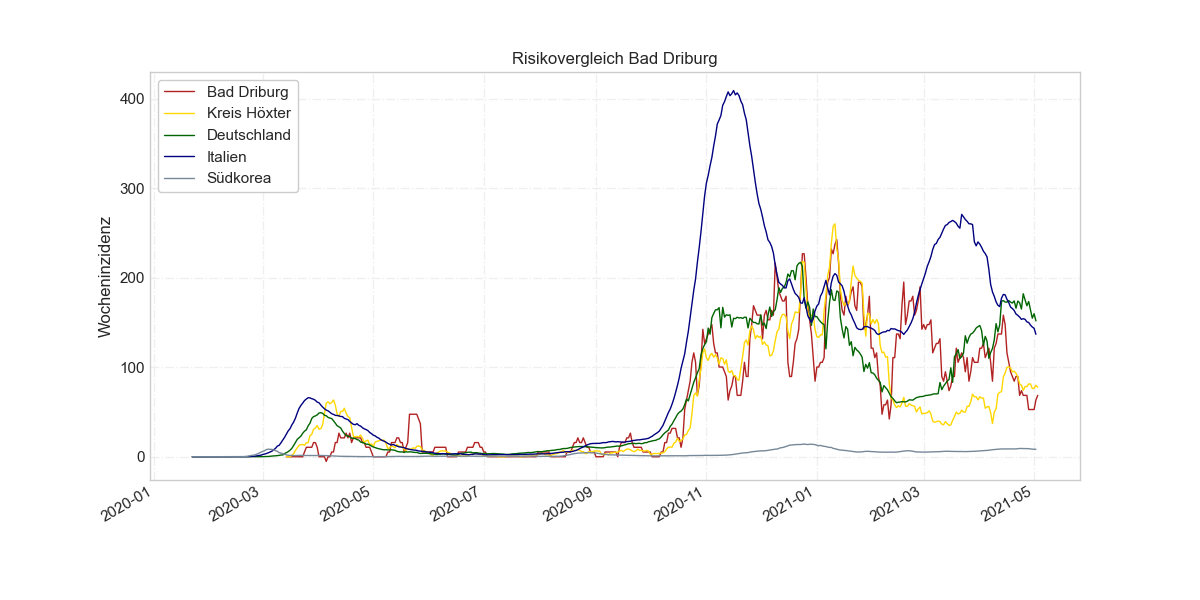 Risikovergleich Bad Driburg
Bad Driburg
Kreis Höxter
Deutschland
Italien
Südkorea
Wocheninzidenz
400
300
200
100
0
2020-01
2020-03
2020-05
2020-07
2020-09
2020-11
2021-01
2021-03
2021-05